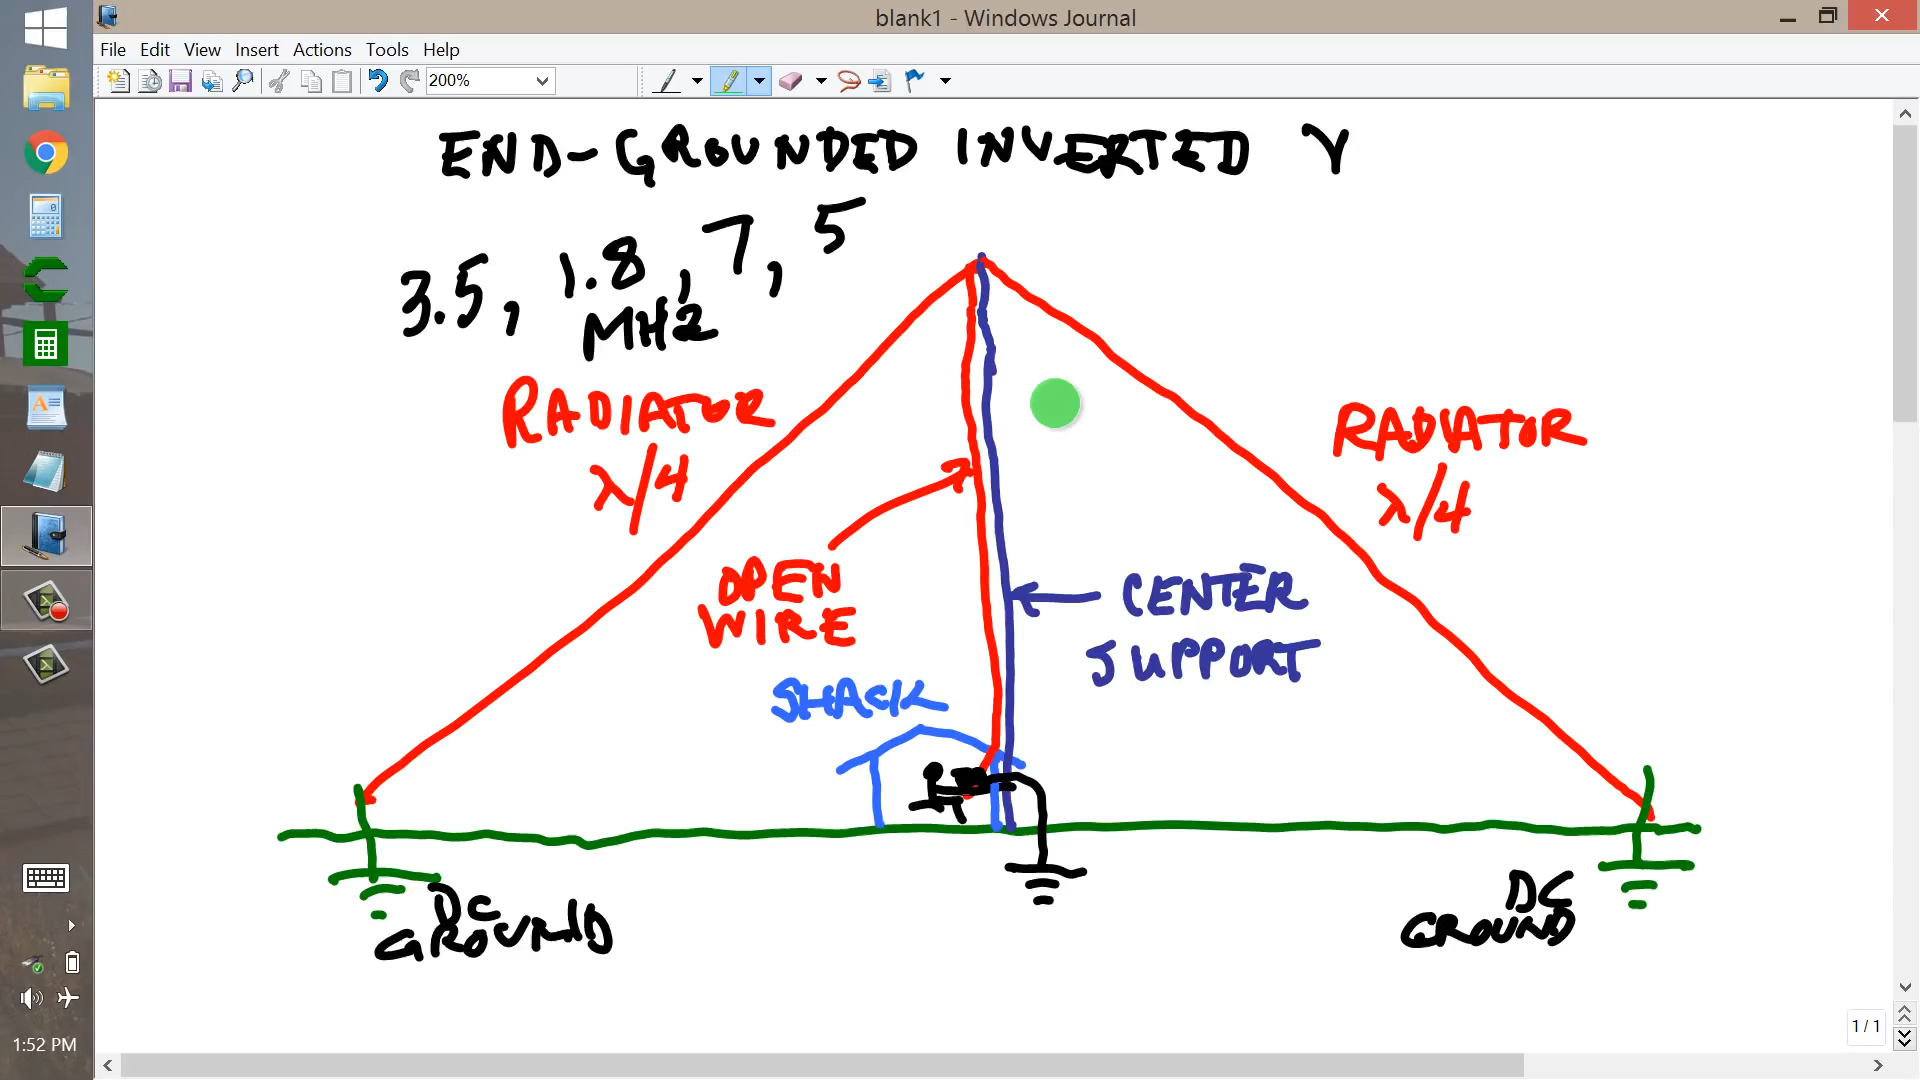 blank1 - Windows Journal
File Edit View Insert Actions Tools Help
200%
END-GROUNDED INVERTED V
3.5, 1.8, 7, 5
MHZ
RADIATOR
λ/4
RADIATOR
λ/4
OPEN
WIRE
CENTER
SUPPORT
SHACK
DC
GROUND
DC
GROUND
1 / 1
1:52 PM